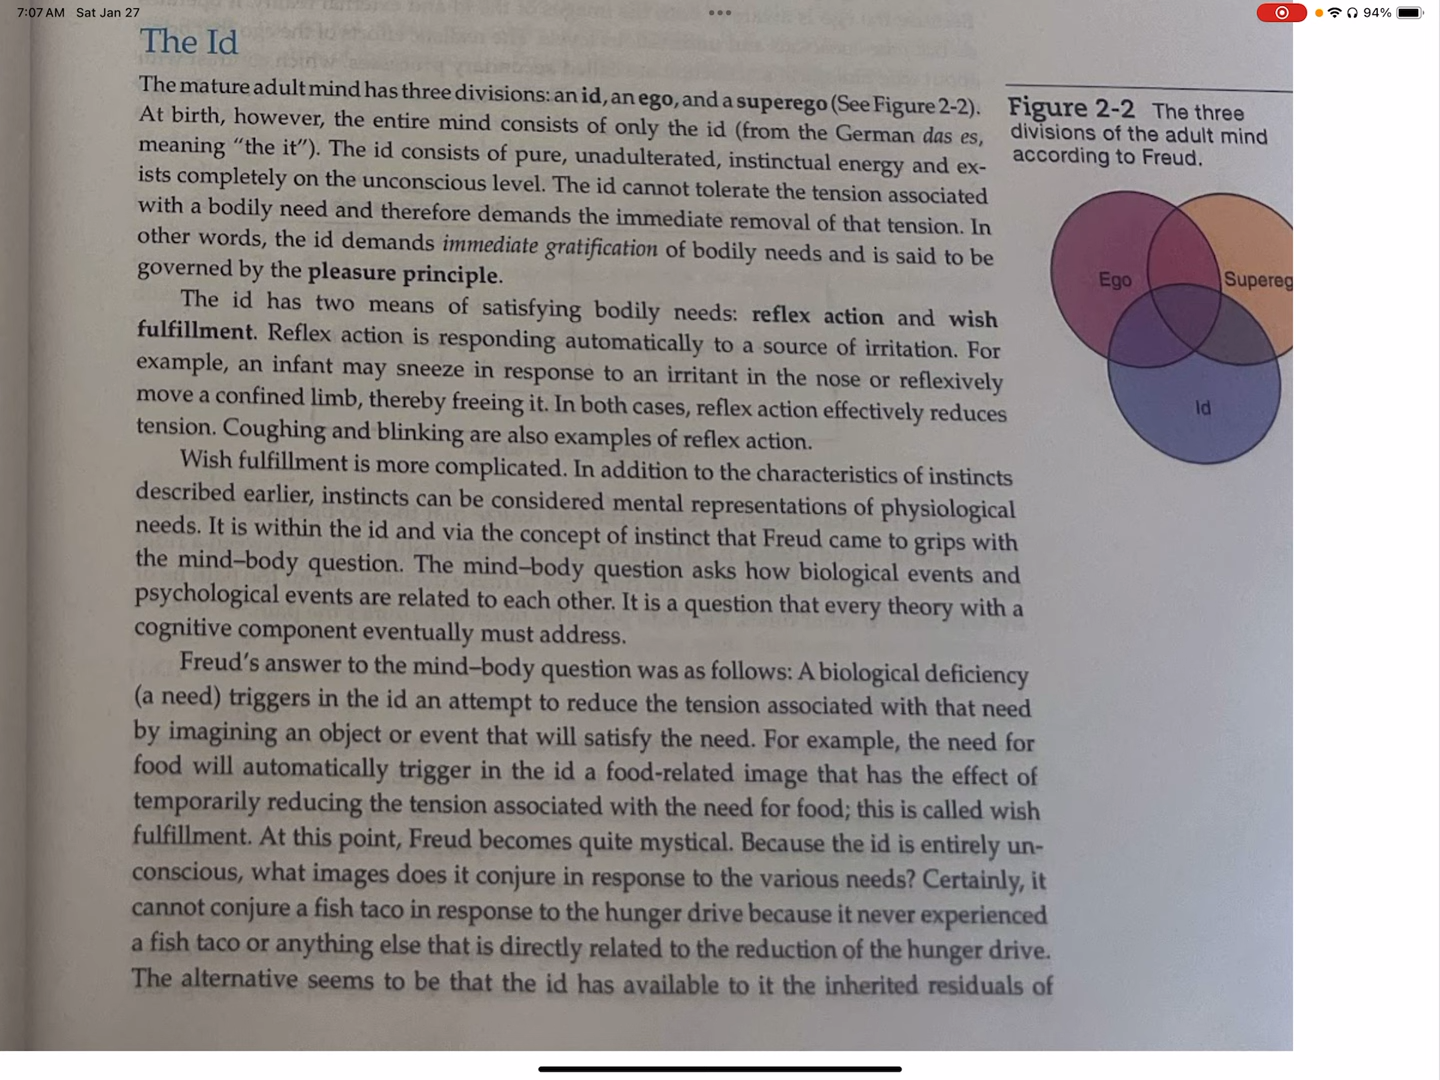 7:07 AM Sat Jan 27
94%
The Id
The mature adult mind has three divisions: an id, an ego, and a superego (See Figure 2-2).
At birth, however, the entire mind consists of only the id (from the German das es,
meaning "the it"). The id consists of pure, unadulterated, instinctual energy and ex-
ists completely on the unconscious level. The id cannot tolerate the tension associated
with a bodily need and therefore demands the immediate removal of that tension. In
other words, the id demands immediate gratification of bodily needs and is said to be
governed by the pleasure principle.
The id has two means of satisfying bodily needs: reflex action and wish
fulfillment. Reflex action is responding automatically to a source of irritation. For
example, an infant may sneeze in response to an irritant in the nose or reflexively
move a confined limb, thereby freeing it. In both cases, reflex action effectively reduces
tension. Coughing and blinking are also examples of reflex action.
Wish fulfillment is more complicated. In addition to the characteristics of instincts
described earlier, instincts can be considered mental representations of physiological
needs. It is within the id and via the concept of instinct that Freud came to grips with
the mind–body question. The mind–body question asks how biological events and
psychological events are related to each other. It is a question that every theory with a
cognitive component eventually must address.
Freud's answer to the mind–body question was as follows: A biological deficiency
(a need) triggers in the id an attempt to reduce the tension associated with that need
by imagining an object or event that will satisfy the need. For example, the need for
food will automatically trigger in the id a food-related image that has the effect of
temporarily reducing the tension associated with the need for food; this is called wish
fulfillment. At this point, Freud becomes quite mystical. Because the id is entirely un-
conscious, what images does it conjure in response to the various needs? Certainly, it
cannot conjure a fish taco in response to the hunger drive because it never experienced
a fish taco or anything else that is directly related to the reduction of the hunger drive.
The alternative seems to be that the id has available to it the inherited residuals of
Figure 2-2 The three
divisions of the adult mind
according to Freud.
Ego
Supereg
Id